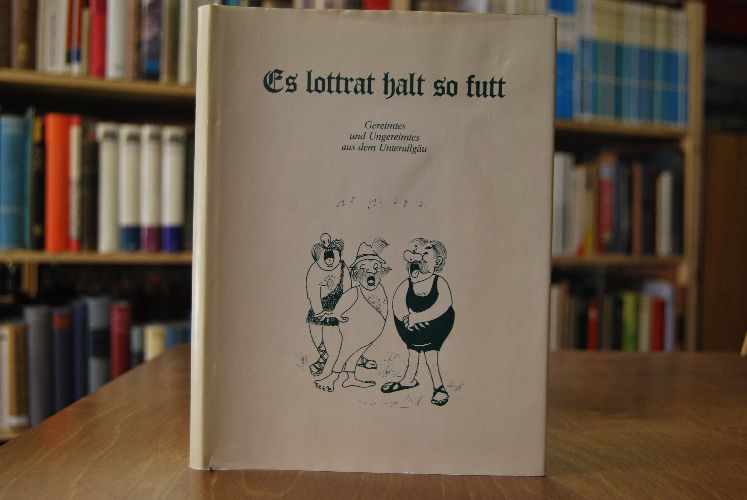 Es lottrat halt so futt
Gereimtes
und Ungereimtes
aus dem Unterallgäu